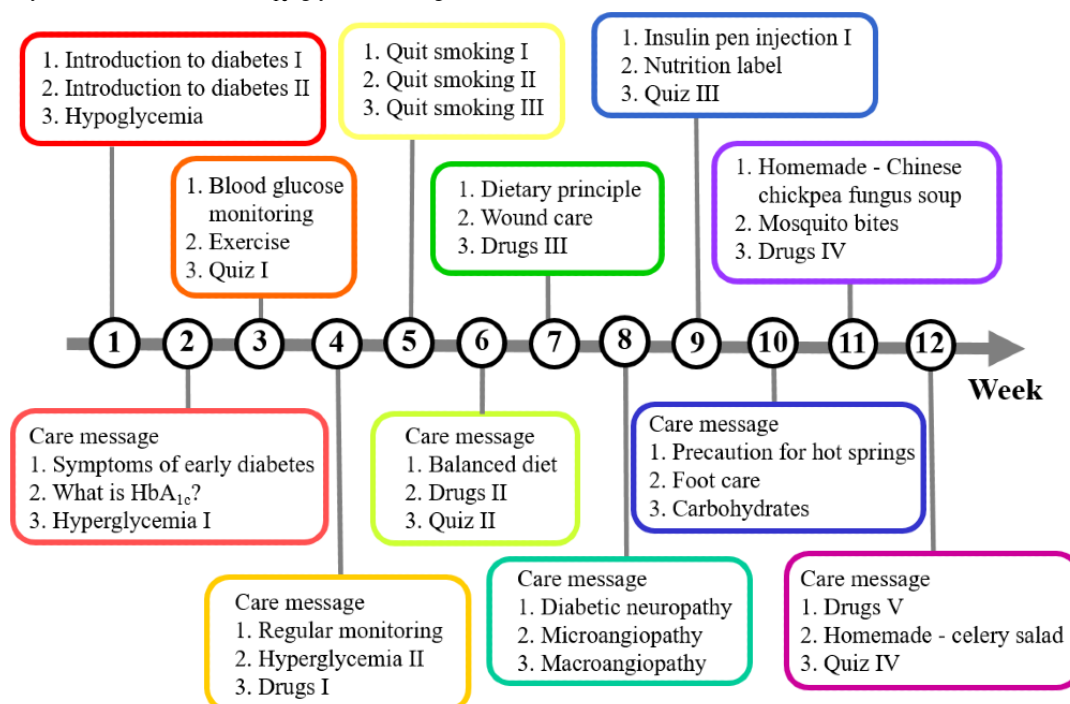 1. Introduction to diabetes I
2. Introduction to diabetes II
3. Hypoglycemia
1. Quit smoking I
2. Quit smoking II
3. Quit smoking III
1. Insulin pen injection I
2. Nutrition label
3. Quiz III
1. Blood glucose
monitoring
2. Exercise
3. Quiz I
1. Dietary principle
2. Wound care
3. Drugs III
1. Homemade - Chinese
chickpea fungus soup
2. Mosquito bites
3. Drugs IV
1 2 3 4 5 6 7 8 9 10 11 12
Week
Care message
1. Symptoms of early diabetes
2. What is HbA1c?
3. Hyperglycemia I
Care message
1. Balanced diet
2. Drugs II
3. Quiz II
Care message
1. Precaution for hot springs
2. Foot care
3. Carbohydrates
Care message
1. Regular monitoring
2. Hyperglycemia II
3. Drugs I
Care message
1. Diabetic neuropathy
2. Microangiopathy
3. Macroangiopathy
Care message
1. Drugs V
2. Homemade - celery salad
3. Quiz IV